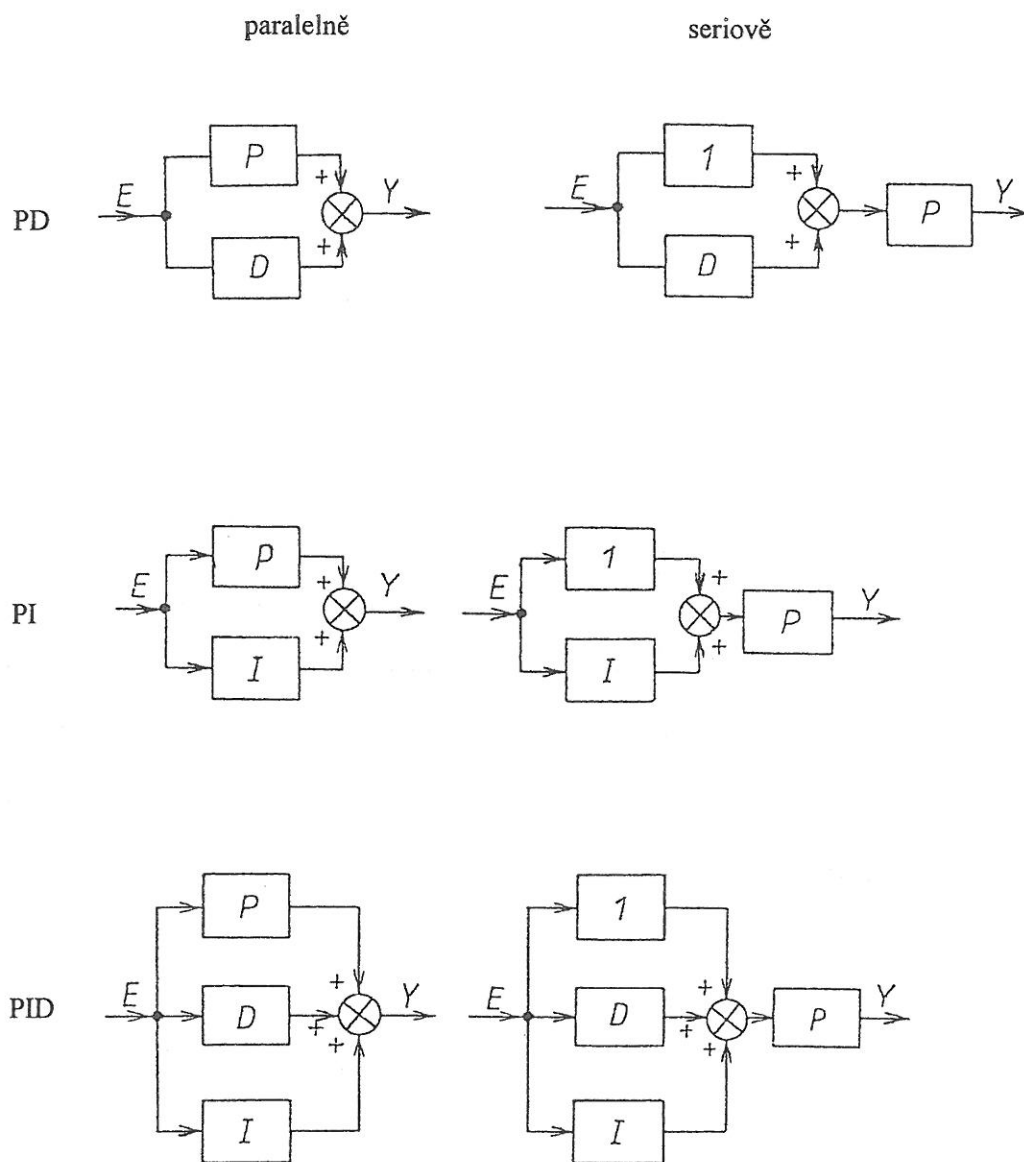 paralelně seriově
P 1
E + Y E + P Y
PD
+ +
D D
P 1
E + Y E + P Y
PI
+ +
I I
P 1
+ +
PID E D + Y E D + P Y
+ +
I I